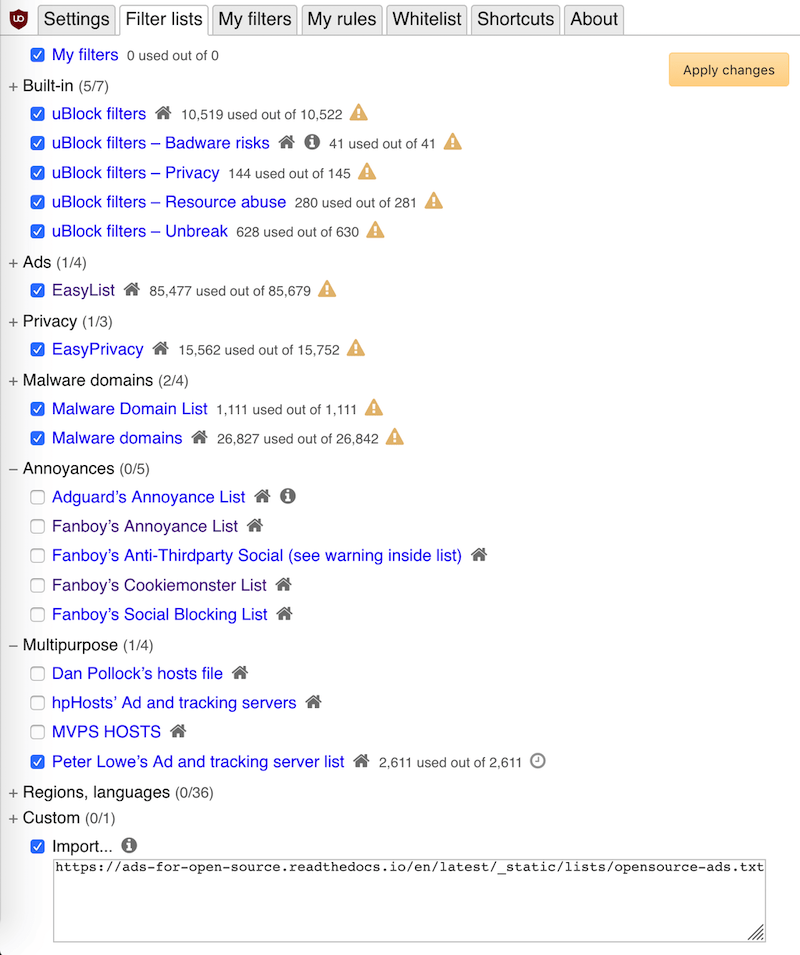 UO Settings Filter lists My filters My rules Whitelist Shortcuts About
My filters 0 used out of 0
Apply changes
+ Built-in (5/7)
uBlock filters 10,519 used out of 10,522
uBlock filters – Badware risks 41 used out of 41
uBlock filters – Privacy 144 used out of 145
uBlock filters – Resource abuse 280 used out of 281
uBlock filters – Unbreak 628 used out of 630
+ Ads (1/4)
EasyList 85,477 used out of 85,679
+ Privacy (1/3)
EasyPrivacy 15,562 used out of 15,752
+ Malware domains (2/4)
Malware Domain List 1,111 used out of 1,111
Malware domains 26,827 used out of 26,842
– Annoyances (0/5)
Adguard’s Annoyance List
Fanboy’s Annoyance List
Fanboy’s Anti-Thirdparty Social (see warning inside list)
Fanboy’s Cookiemonster List
Fanboy’s Social Blocking List
– Multipurpose (1/4)
Dan Pollock’s hosts file
hpHosts’ Ad and tracking servers
MVPS HOSTS
Peter Lowe’s Ad and tracking server list 2,611 used out of 2,611
+ Regions, languages (0/36)
+ Custom (0/1)
Import...
https://ads-for-open-source.readthedocs.io/en/latest/_static/lists/opensource-ads.txt